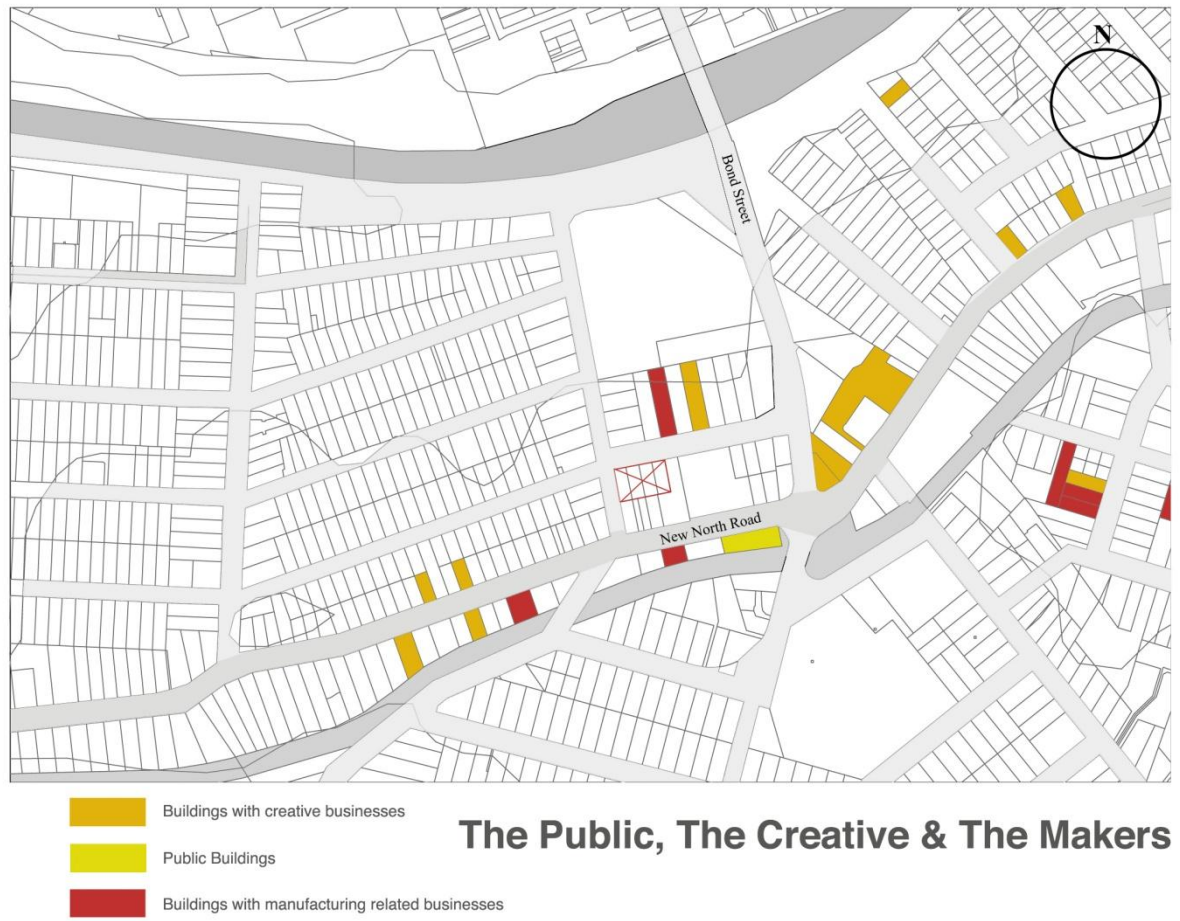 N
Bond Street
New North Road
Buildings with creative businesses
Public Buildings
Buildings with manufacturing related businesses
The Public, The Creative & The Makers